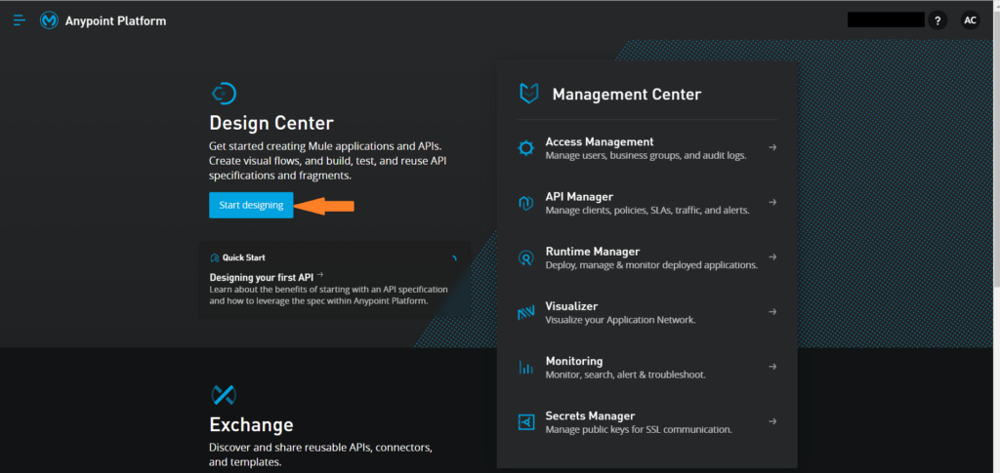 Anypoint Platform
?
AC
Design Center
Get started creating Mule applications and APIs.
Create visual flows, and build, test, and reuse API
specifications and fragments.
Start designing
Quick Start
Designing your first API →
Learn about the benefits of starting with an API specification
and how to leverage the spec within Anypoint Platform.
Exchange
Discover and share reusable APIs, connectors,
and templates.
Management Center
Access Management
Manage users, business groups, and audit logs.
API Manager
Manage clients, policies, SLAs, traffic, and alerts.
Runtime Manager
Deploy, manage & monitor deployed applications.
Visualizer
Visualize your Application Network.
Monitoring
Monitor, search, alert & troubleshoot.
Secrets Manager
Manage public keys for SSL communication.